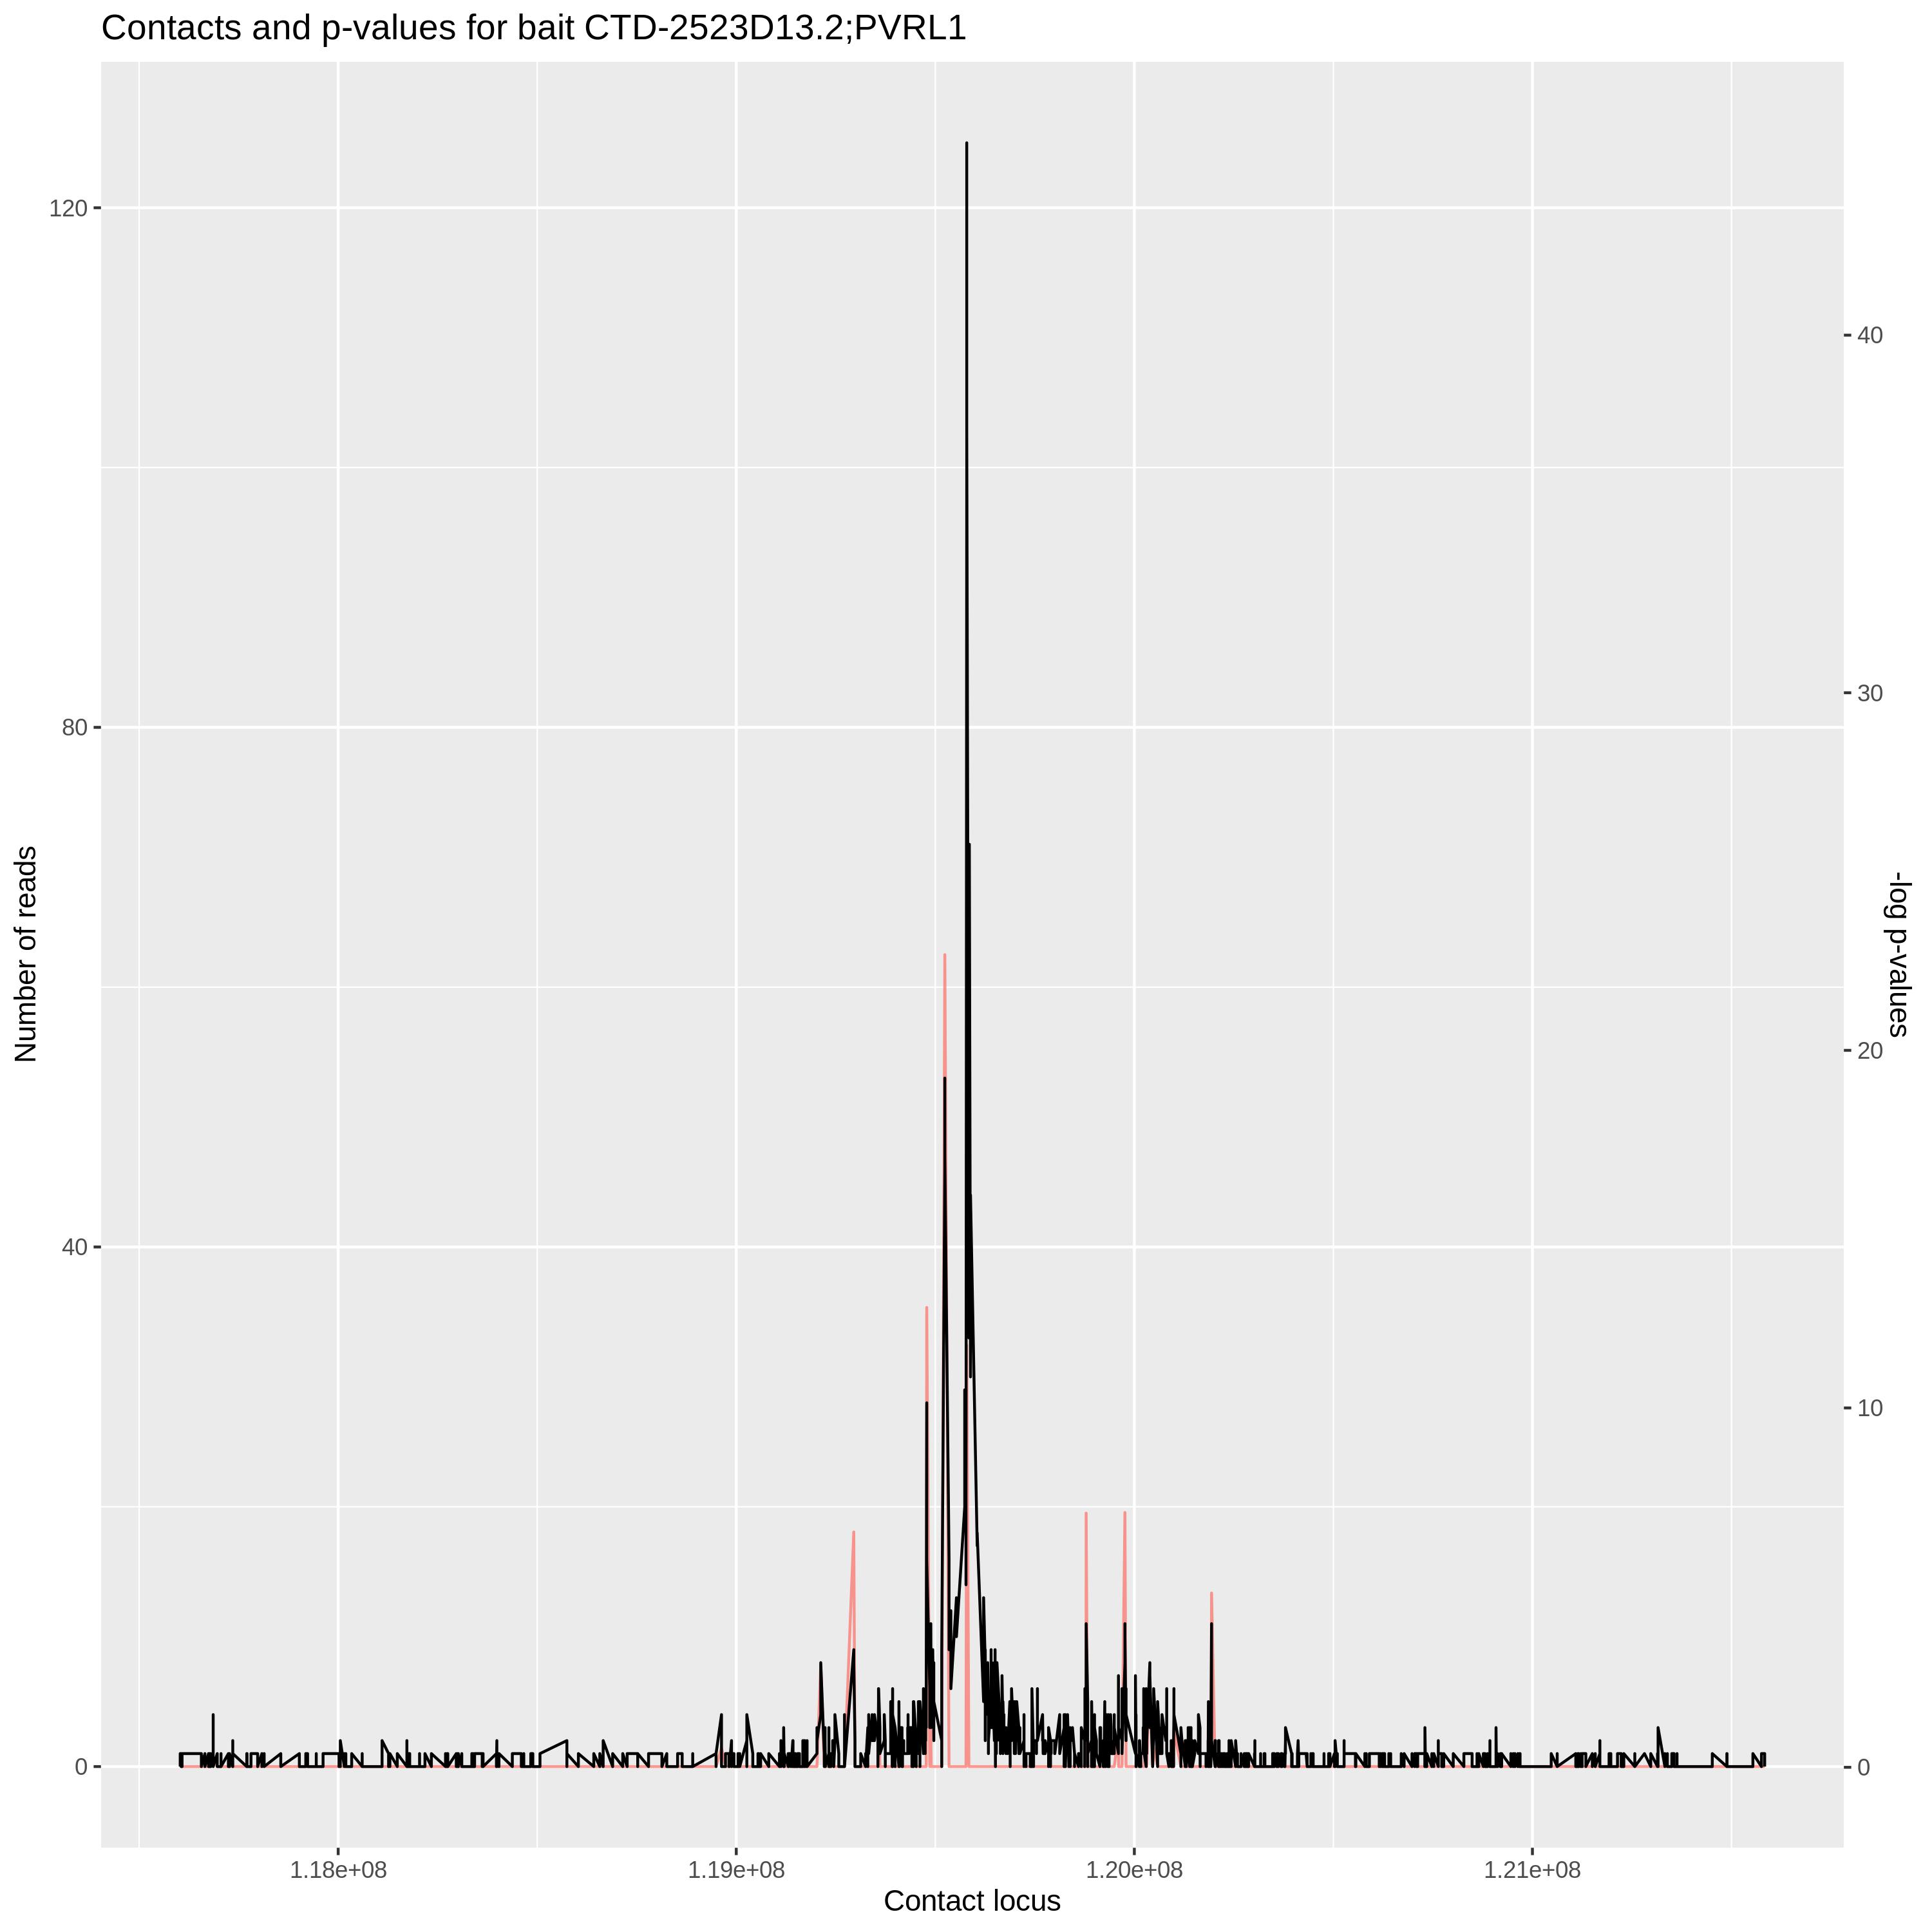 Contacts and p-values for bait CTD-2523D13.2;PVRL1
120
80
40
0
Number of reads
40
30
20
10
0
-log p-values
1.18e+08
1.19e+08
1.20e+08
1.21e+08
Contact locus